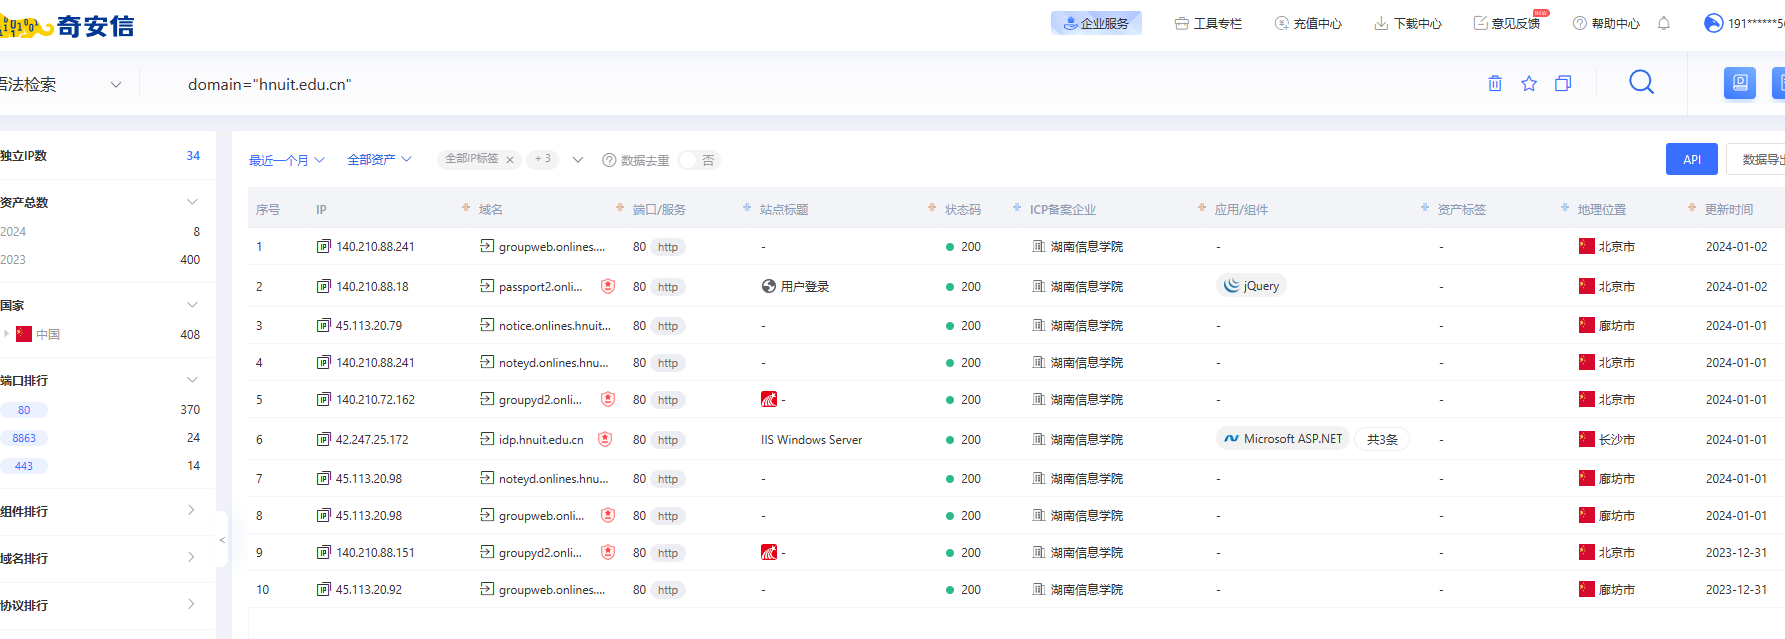 奇安信 企业服务 工具专栏 充值中心 下载中心 意见反馈 NEW 帮助中心 191******5
语法检索 domain="hnuit.edu.cn"
独立IP数 34
资产总数
2024 8
2023 400
国家
中国 408
端口排行
80 370
8863 24
443 14
组件排行
域名排行
协议排行
最近一个月 全部资产 全部IP标签 × + 3 数据去重 否 API 数据导出
序号 IP 域名 端口/服务 站点标题 状态码 ICP备案企业 应用/组件 资产标签 地理位置 更新时间
1 140.210.88.241 groupweb.onlines.... 80 http - 200 湖南信息学院 - - 北京市 2024-01-02
2 140.210.88.18 passport2.onli... 80 http 用户登录 200 湖南信息学院 jQuery - 北京市 2024-01-02
3 45.113.20.79 notice.onlines.hnuit... 80 http - 200 湖南信息学院 - - 廊坊市 2024-01-01
4 140.210.88.241 noteyd.onlines.hnu... 80 http - 200 湖南信息学院 - - 北京市 2024-01-01
5 140.210.72.162 groupyd2.onli... 80 http - 200 湖南信息学院 - - 北京市 2024-01-01
6 42.247.25.172 idp.hnuit.edu.cn 80 http IIS Windows Server 200 湖南信息学院 Microsoft ASP.NET 共3条 - 长沙市 2024-01-01
7 45.113.20.98 noteyd.onlines.hnu... 80 http - 200 湖南信息学院 - - 廊坊市 2024-01-01
8 45.113.20.98 groupweb.onli... 80 http - 200 湖南信息学院 - - 廊坊市 2024-01-01
9 140.210.88.151 groupyd2.onli... 80 http - 200 湖南信息学院 - - 北京市 2023-12-31
10 45.113.20.92 groupweb.onlines.... 80 http - 200 湖南信息学院 - - 廊坊市 2023-12-31